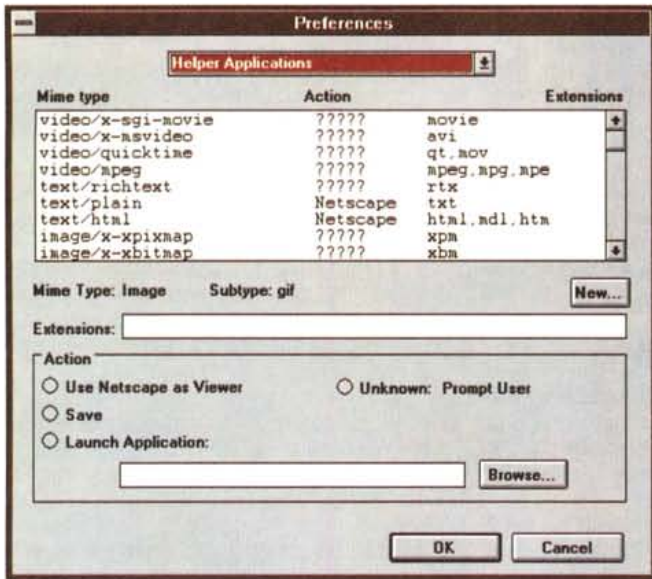 Preferences
Helper Applications
Mime type Action Extensions
video/x-sgi-movie ????? movie
video/x-msvideo ????? avi
video/quicktime ????? qt,mov
video/mpeg ????? mpeg,mpg,mpe
text/richtext ????? rtx
text/plain Netscape txt
text/html Netscape html,mdl,htm
image/x-xpixmap ????? xpm
image/x-xbitmap ????? xbm
Mime Type: Image Subtype: gif New...
Extensions:
Action
Use Netscape as Viewer Unknown: Prompt User
Save
Launch Application:
Browse...
OK Cancel